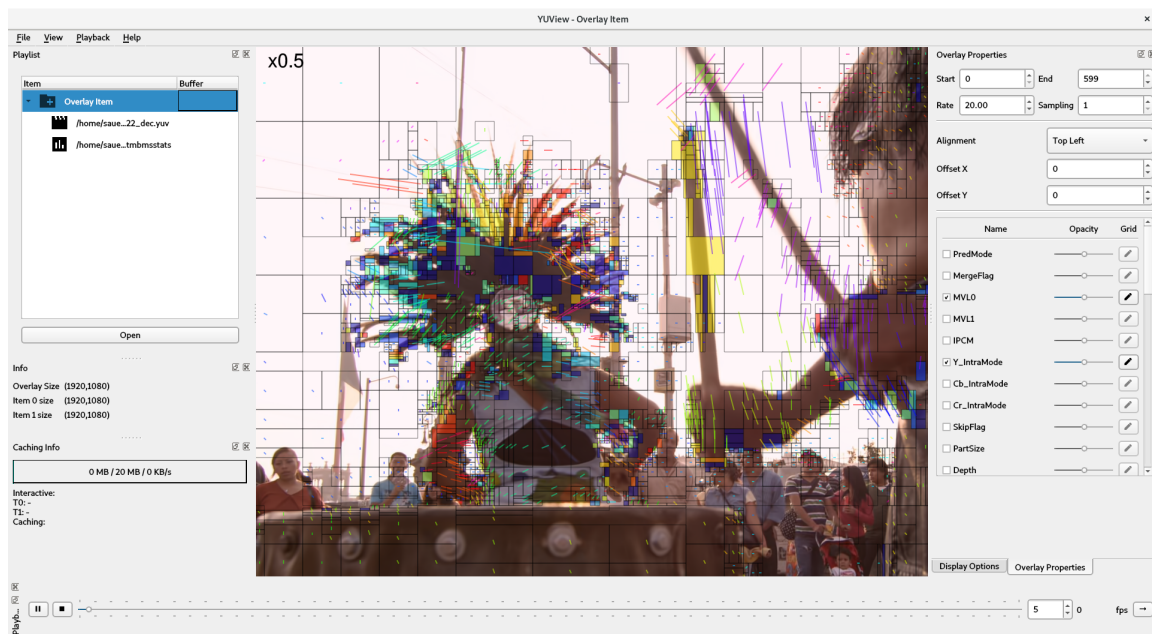 YUView - Overlay Item
×
File View Playback Help
Playlist
Item Buffer
Overlay Item
/home/saue...22_dec.yuv
/home/saue...tmbmsstats
Open
Info
Overlay Size (1920,1080)
Item 0 size (1920,1080)
Item 1 size (1920,1080)
Caching Info
0 MB / 20 MB / 0 KB/s
Interactive:
T0: -
T1: -
Caching:
x0.5
Overlay Properties
Start 0 End 599
Rate 20.00 Sampling 1
Alignment Top Left
Offset X 0
Offset Y 0
Name Opacity Grid
PredMode
MergeFlag
MVL0
MVL1
IPCM
Y_IntraMode
Cb_IntraMode
Cr_IntraMode
SkipFlag
PartSize
Depth
Display Options Overlay Properties
Playb...
5 0 fps →